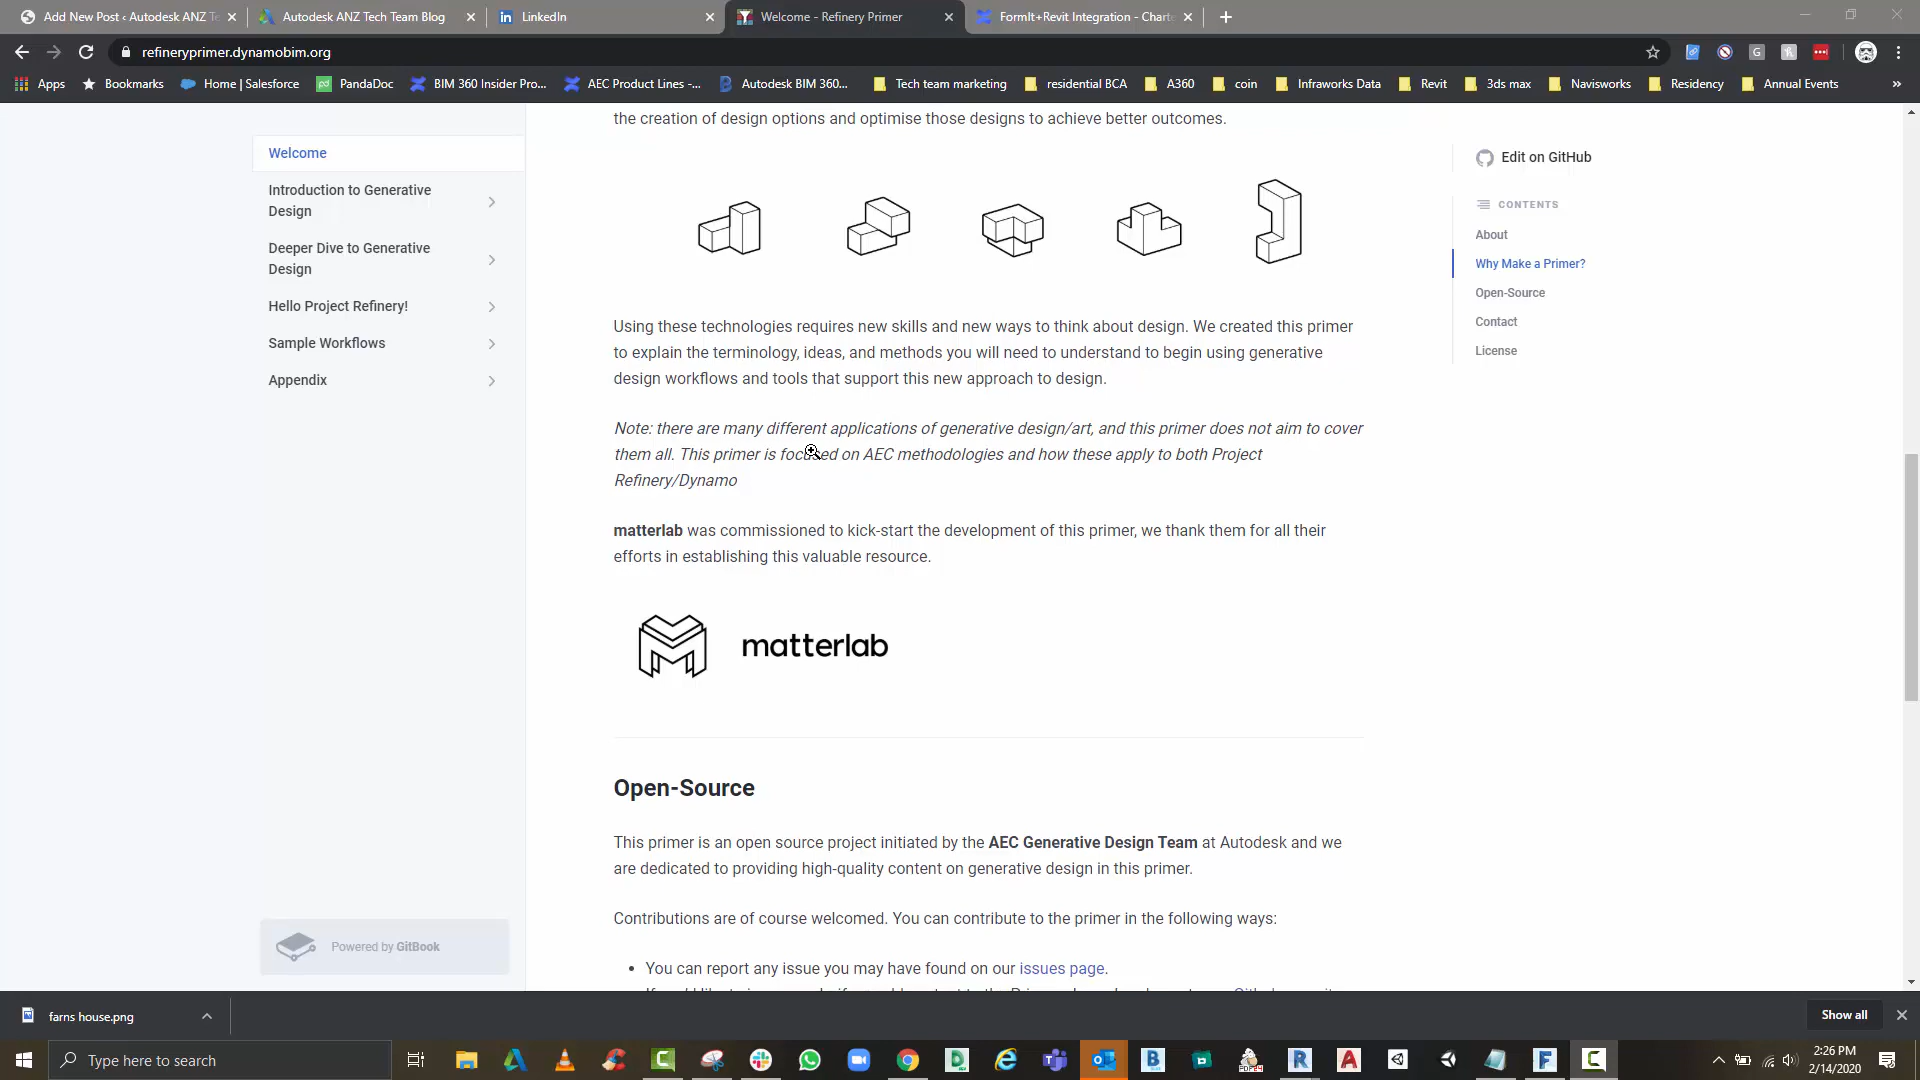 Add New Post ‹ Autodesk ANZ Te
Autodesk ANZ Tech Team Blog
LinkedIn
Welcome - Refinery Primer
FormIt+Revit Integration - Charte
refineryprimer.dynamobim.org
Apps
Bookmarks
Home | Salesforce
PandaDoc
BIM 360 Insider Pro...
AEC Product Lines -...
Autodesk BIM 360...
Tech team marketing
residential BCA
A360
coin
Infraworks Data
Revit
3ds max
Navisworks
Residency
Annual Events
»
Welcome
Introduction to Generative
Design
Deeper Dive to Generative
Design
Hello Project Refinery!
Sample Workflows
Appendix
Powered by GitBook
the creation of design options and optimise those designs to achieve better outcomes.
Using these technologies requires new skills and new ways to think about design. We created this primer
to explain the terminology, ideas, and methods you will need to understand to begin using generative
design workflows and tools that support this new approach to design.
Note: there are many different applications of generative design/art, and this primer does not aim to cover
them all. This primer is focused on AEC methodologies and how these apply to both Project
Refinery/Dynamo
matterlab was commissioned to kick-start the development of this primer, we thank them for all their
efforts in establishing this valuable resource.
matterlab
Open-Source
This primer is an open source project initiated by the AEC Generative Design Team at Autodesk and we
are dedicated to providing high-quality content on generative design in this primer.
Contributions are of course welcomed. You can contribute to the primer in the following ways:
• You can report any issue you may have found on our issues page.
Edit on GitHub
CONTENTS
About
Why Make a Primer?
Open-Source
Contact
License
farns house.png
Show all
Type here to search
2:26 PM
2/14/2020